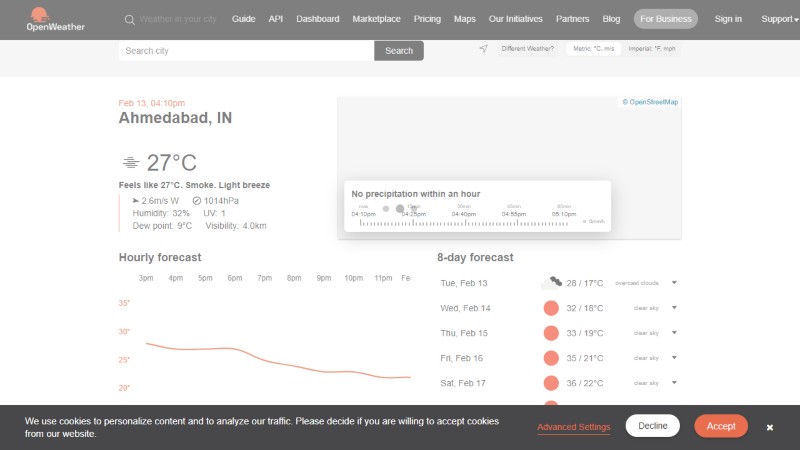 OpenWeather
Weather in your city
Guide
API
Dashboard
Marketplace
Pricing
Maps
Our Initiatives
Partners
Blog
For Business
Sign in
Support
Search city
Search
Different Weather?
Metric: °C, m/s
Imperial: °F, mph
Feb 13, 04:10pm
Ahmedabad, IN
27°C
Feels like 27°C. Smoke. Light breeze
2.6m/s W
1014hPa
Humidity: 32%
UV: 1
Dew point: 9°C
Visibility: 4.0km
© OpenStreetMap
No precipitation within an hour
now
04:10pm
04:25pm
04:40pm
04:55pm
05:10pm
Hourly forecast
3pm 4pm 5pm 6pm 7pm 8pm 9pm 10pm 11pm Fe
35°
30°
25°
20°
8-day forecast
Tue, Feb 13 28 / 17°C overcast clouds
Wed, Feb 14 32 / 18°C clear sky
Thu, Feb 15 33 / 19°C clear sky
Fri, Feb 16 35 / 21°C clear sky
Sat, Feb 17 36 / 22°C clear sky
We use cookies to personalize content and to analyze our traffic. Please decide if you are willing to accept cookies
from our website.
Advanced Settings
Decline
Accept